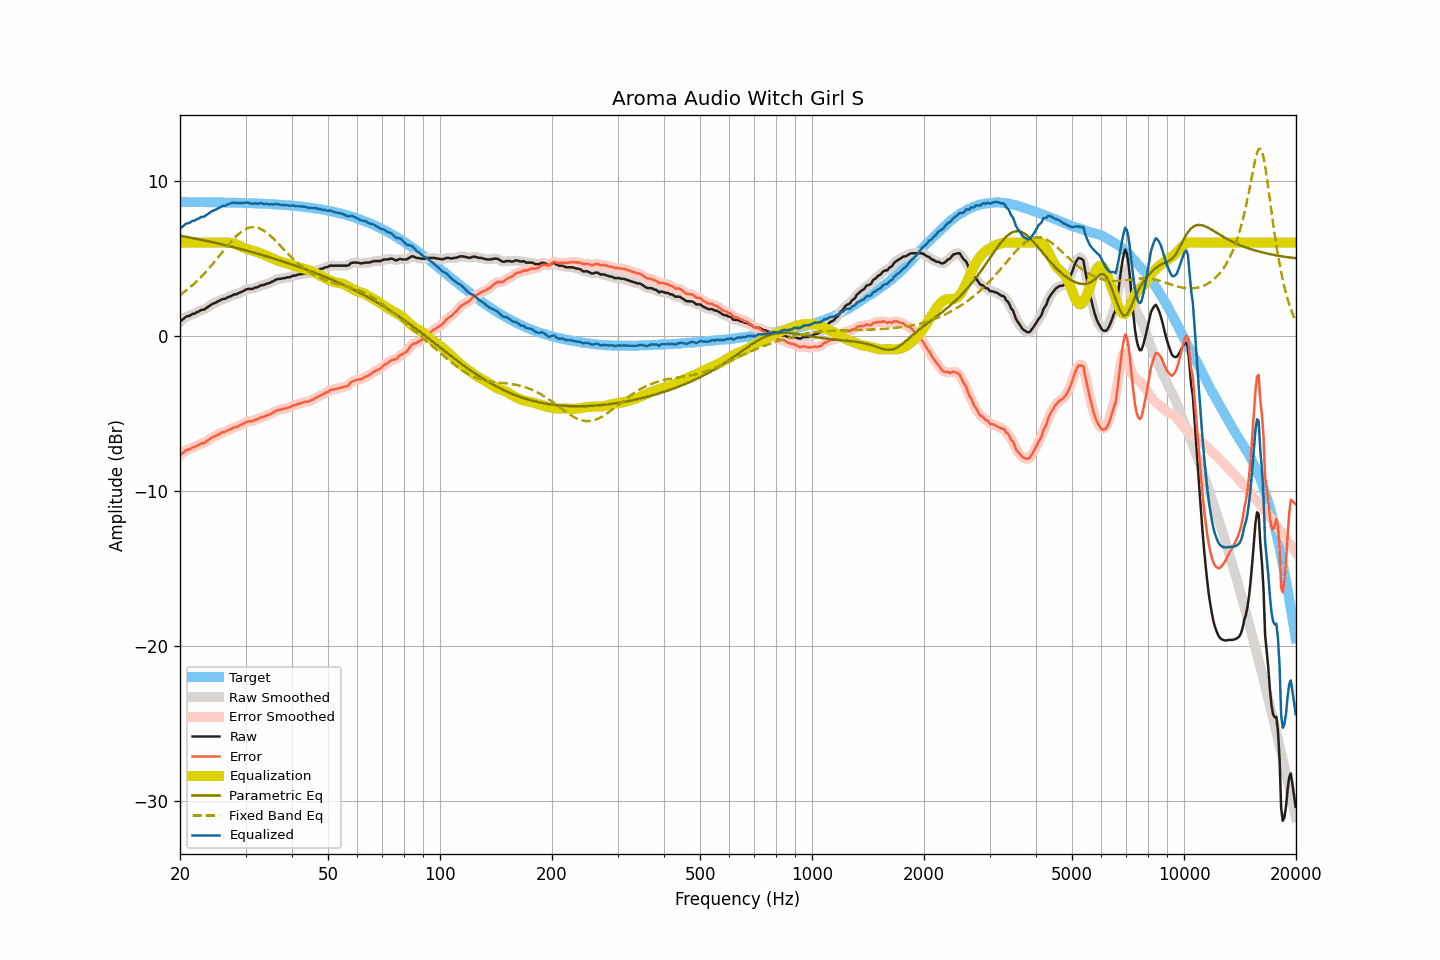 Aroma Audio Witch Girl S
Amplitude (dBr)
10
0
−10
−20
−30
Target
Raw Smoothed
Error Smoothed
Raw
Error
Equalization
Parametric Eq
Fixed Band Eq
Equalized
20 50 100 200 500 1000 2000 5000 10000 20000
Frequency (Hz)